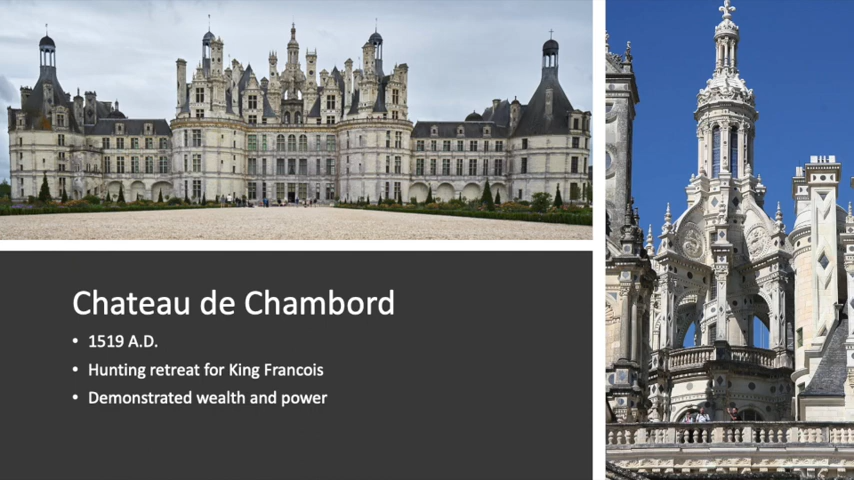 Chateau de Chambord
• 1519 A.D.
• Hunting retreat for King Francois
• Demonstrated wealth and power